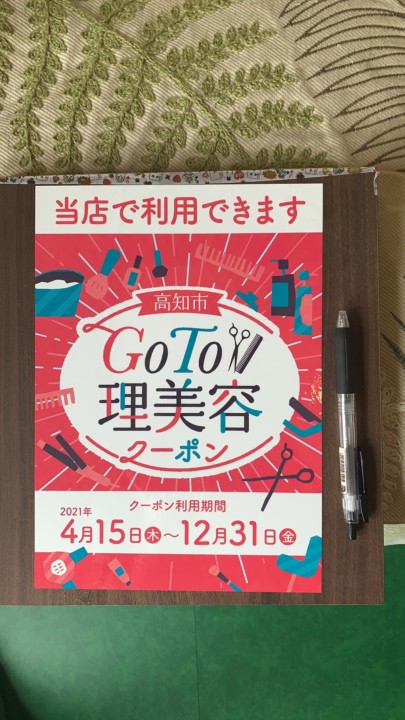 当店で利用できます
高知市
GoTo
理美容
クーポン
クーポン利用期間
2021年
4月15日木〜12月31日金